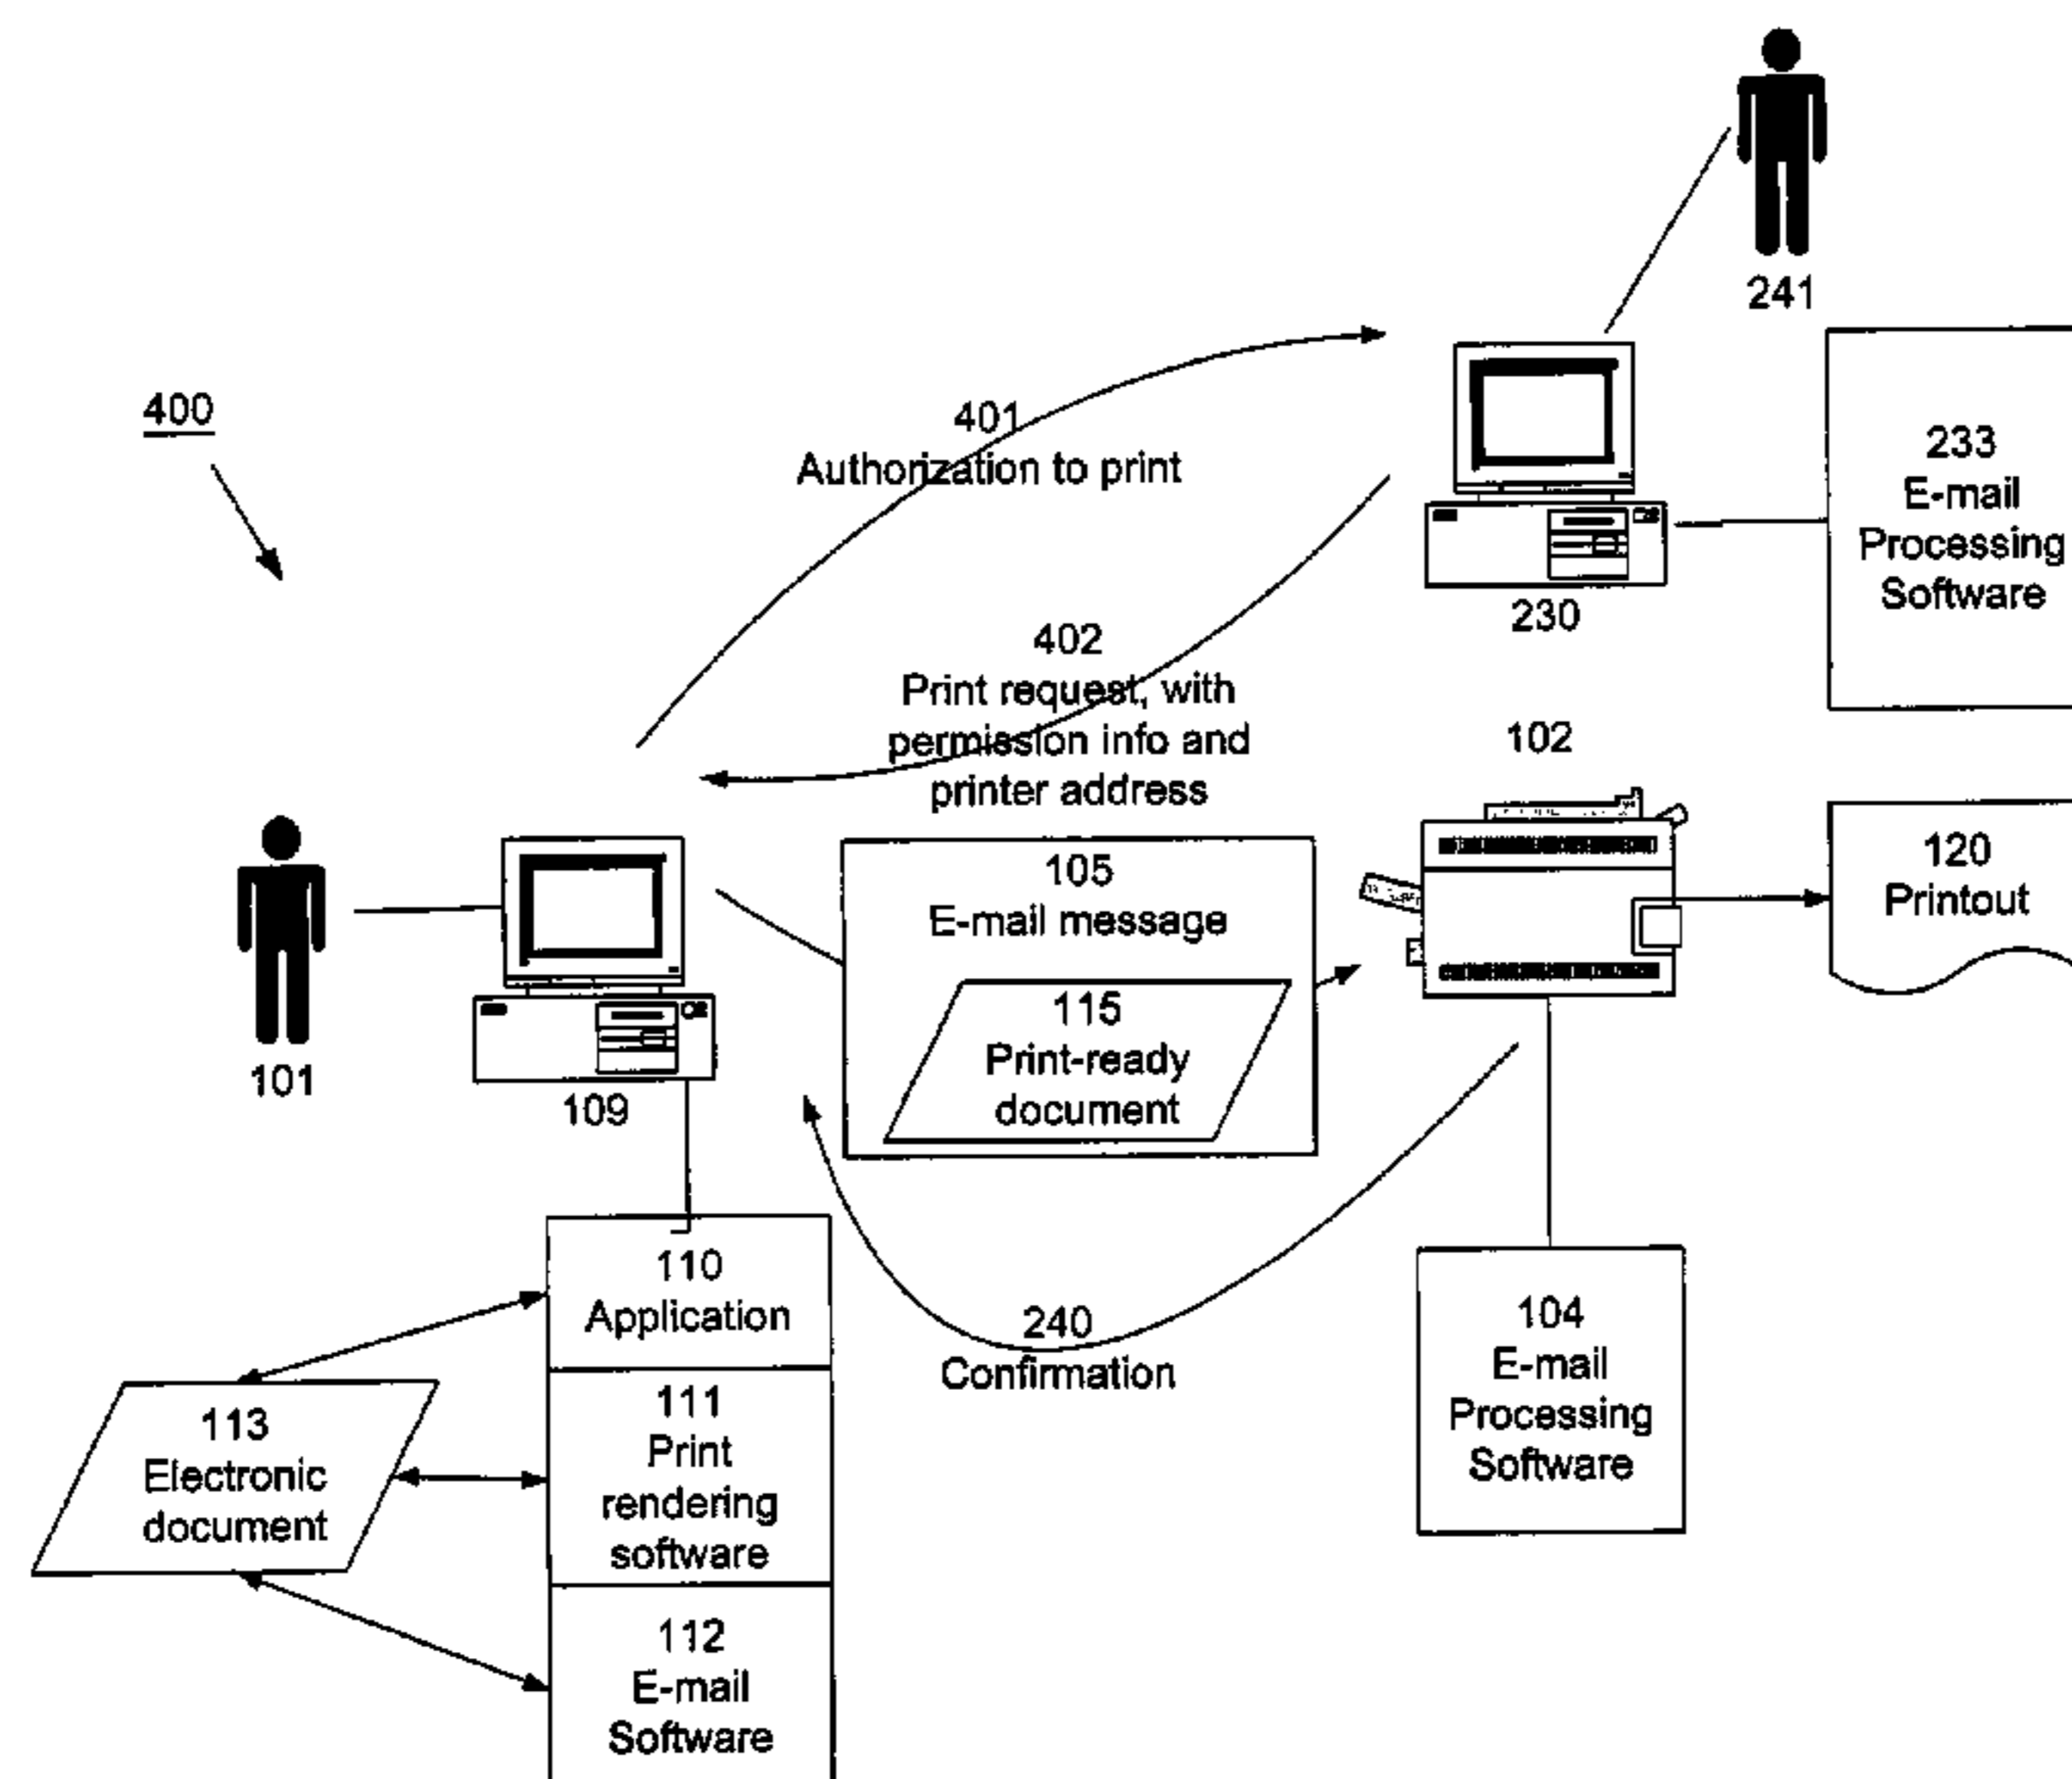 241
400
401
Authorization to print
233
E-mail
Processing
Software
230
402
Print request, with
permission info and
printer address
102
105
E-mail message
120
Printout
115
Print-ready
document
101
109
110
Application
240
Confirmation
104
E-mail
Processing
Software
111
Print
rendering
software
113
Electronic
document
112
E-mail
Software